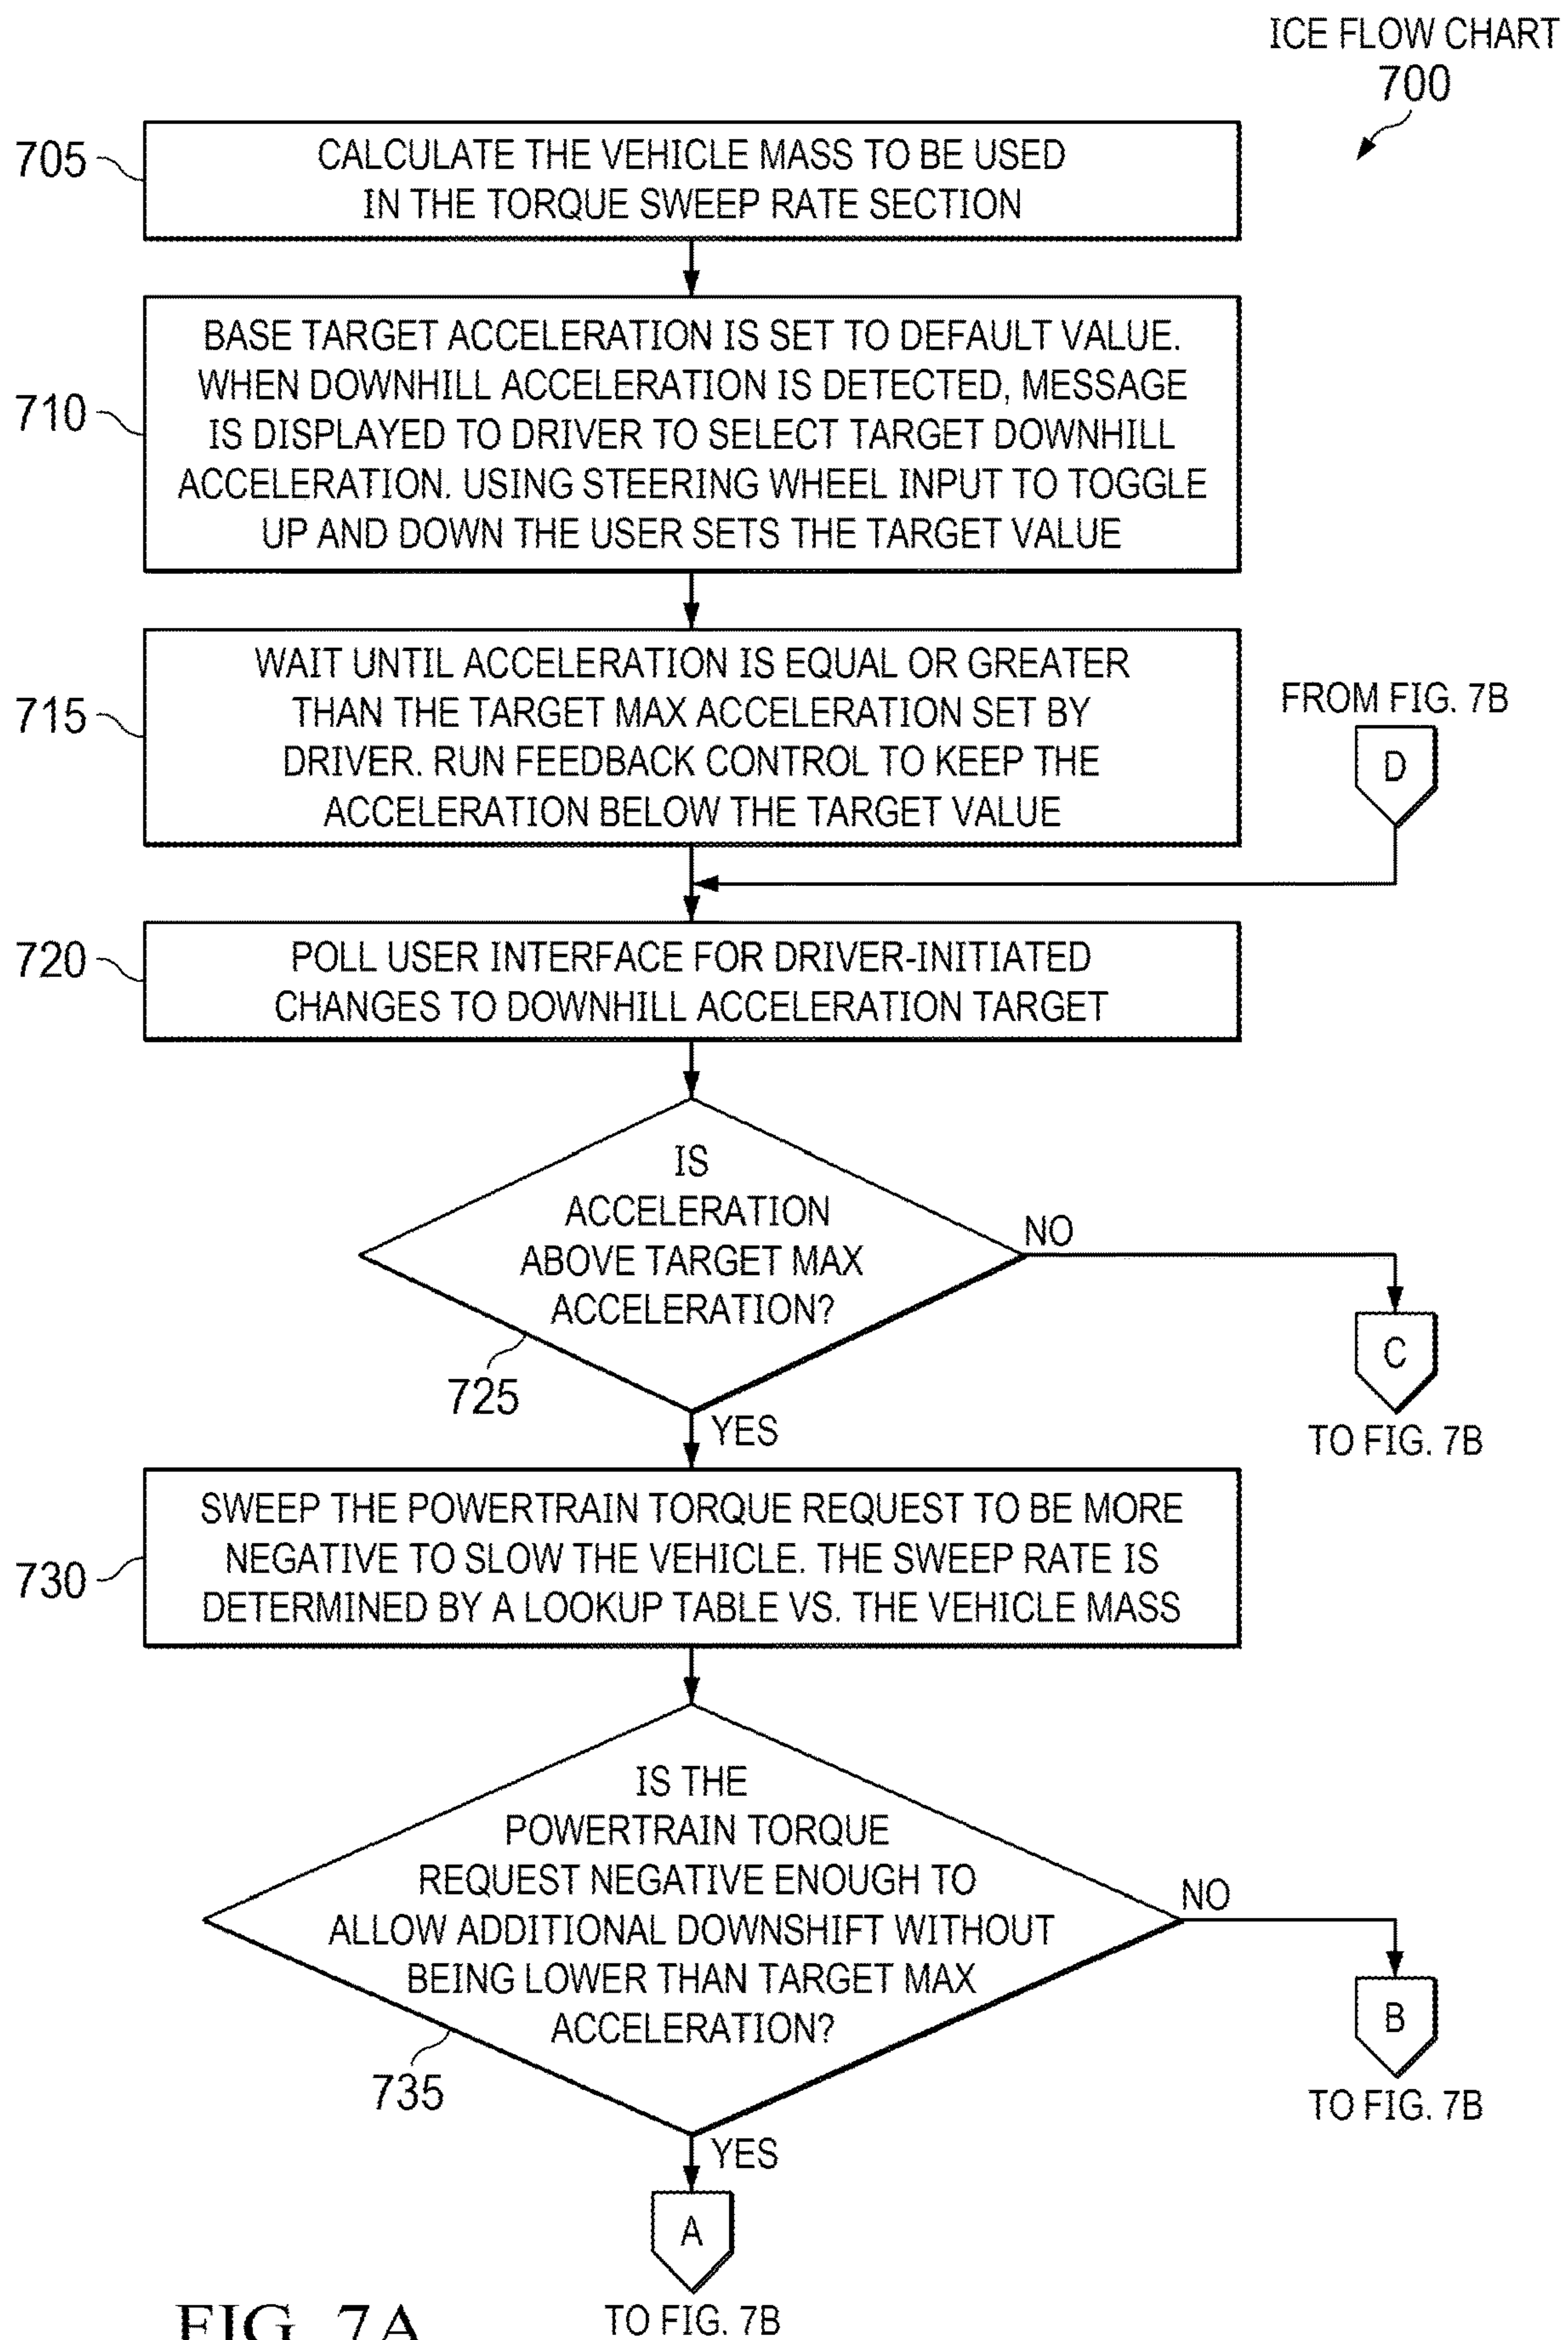 ICE FLOW CHART
700
705
CALCULATE THE VEHICLE MASS TO BE USED
IN THE TORQUE SWEEP RATE SECTION
710
BASE TARGET ACCELERATION IS SET TO DEFAULT VALUE.
WHEN DOWNHILL ACCELERATION IS DETECTED, MESSAGE
IS DISPLAYED TO DRIVER TO SELECT TARGET DOWNHILL
ACCELERATION. USING STEERING WHEEL INPUT TO TOGGLE
UP AND DOWN THE USER SETS THE TARGET VALUE
715
WAIT UNTIL ACCELERATION IS EQUAL OR GREATER
THAN THE TARGET MAX ACCELERATION SET BY
DRIVER. RUN FEEDBACK CONTROL TO KEEP THE
ACCELERATION BELOW THE TARGET VALUE
FROM FIG. 7B
D
720
POLL USER INTERFACE FOR DRIVER-INITIATED
CHANGES TO DOWNHILL ACCELERATION TARGET
IS
ACCELERATION
ABOVE TARGET MAX
ACCELERATION?
725
NO
C
TO FIG. 7B
YES
730
SWEEP THE POWERTRAIN TORQUE REQUEST TO BE MORE
NEGATIVE TO SLOW THE VEHICLE. THE SWEEP RATE IS
DETERMINED BY A LOOKUP TABLE VS. THE VEHICLE MASS
IS THE
POWERTRAIN TORQUE
REQUEST NEGATIVE ENOUGH TO
ALLOW ADDITIONAL DOWNSHIFT WITHOUT
BEING LOWER THAN TARGET MAX
ACCELERATION?
735
NO
B
TO FIG. 7B
YES
A
TO FIG. 7B
FIG. 7A